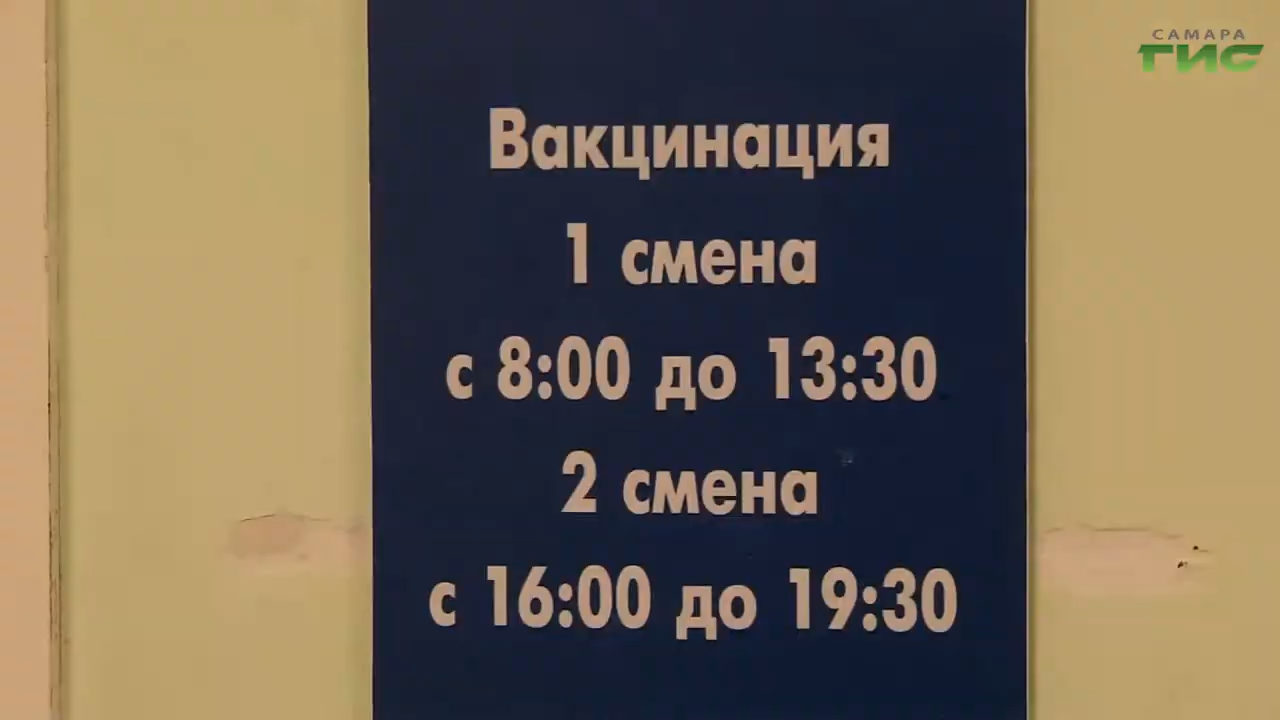 САМАРА
ГИС
Вакцинация
1 смена
с 8:00 до 13:30
2 смена
с 16:00 до 19:30